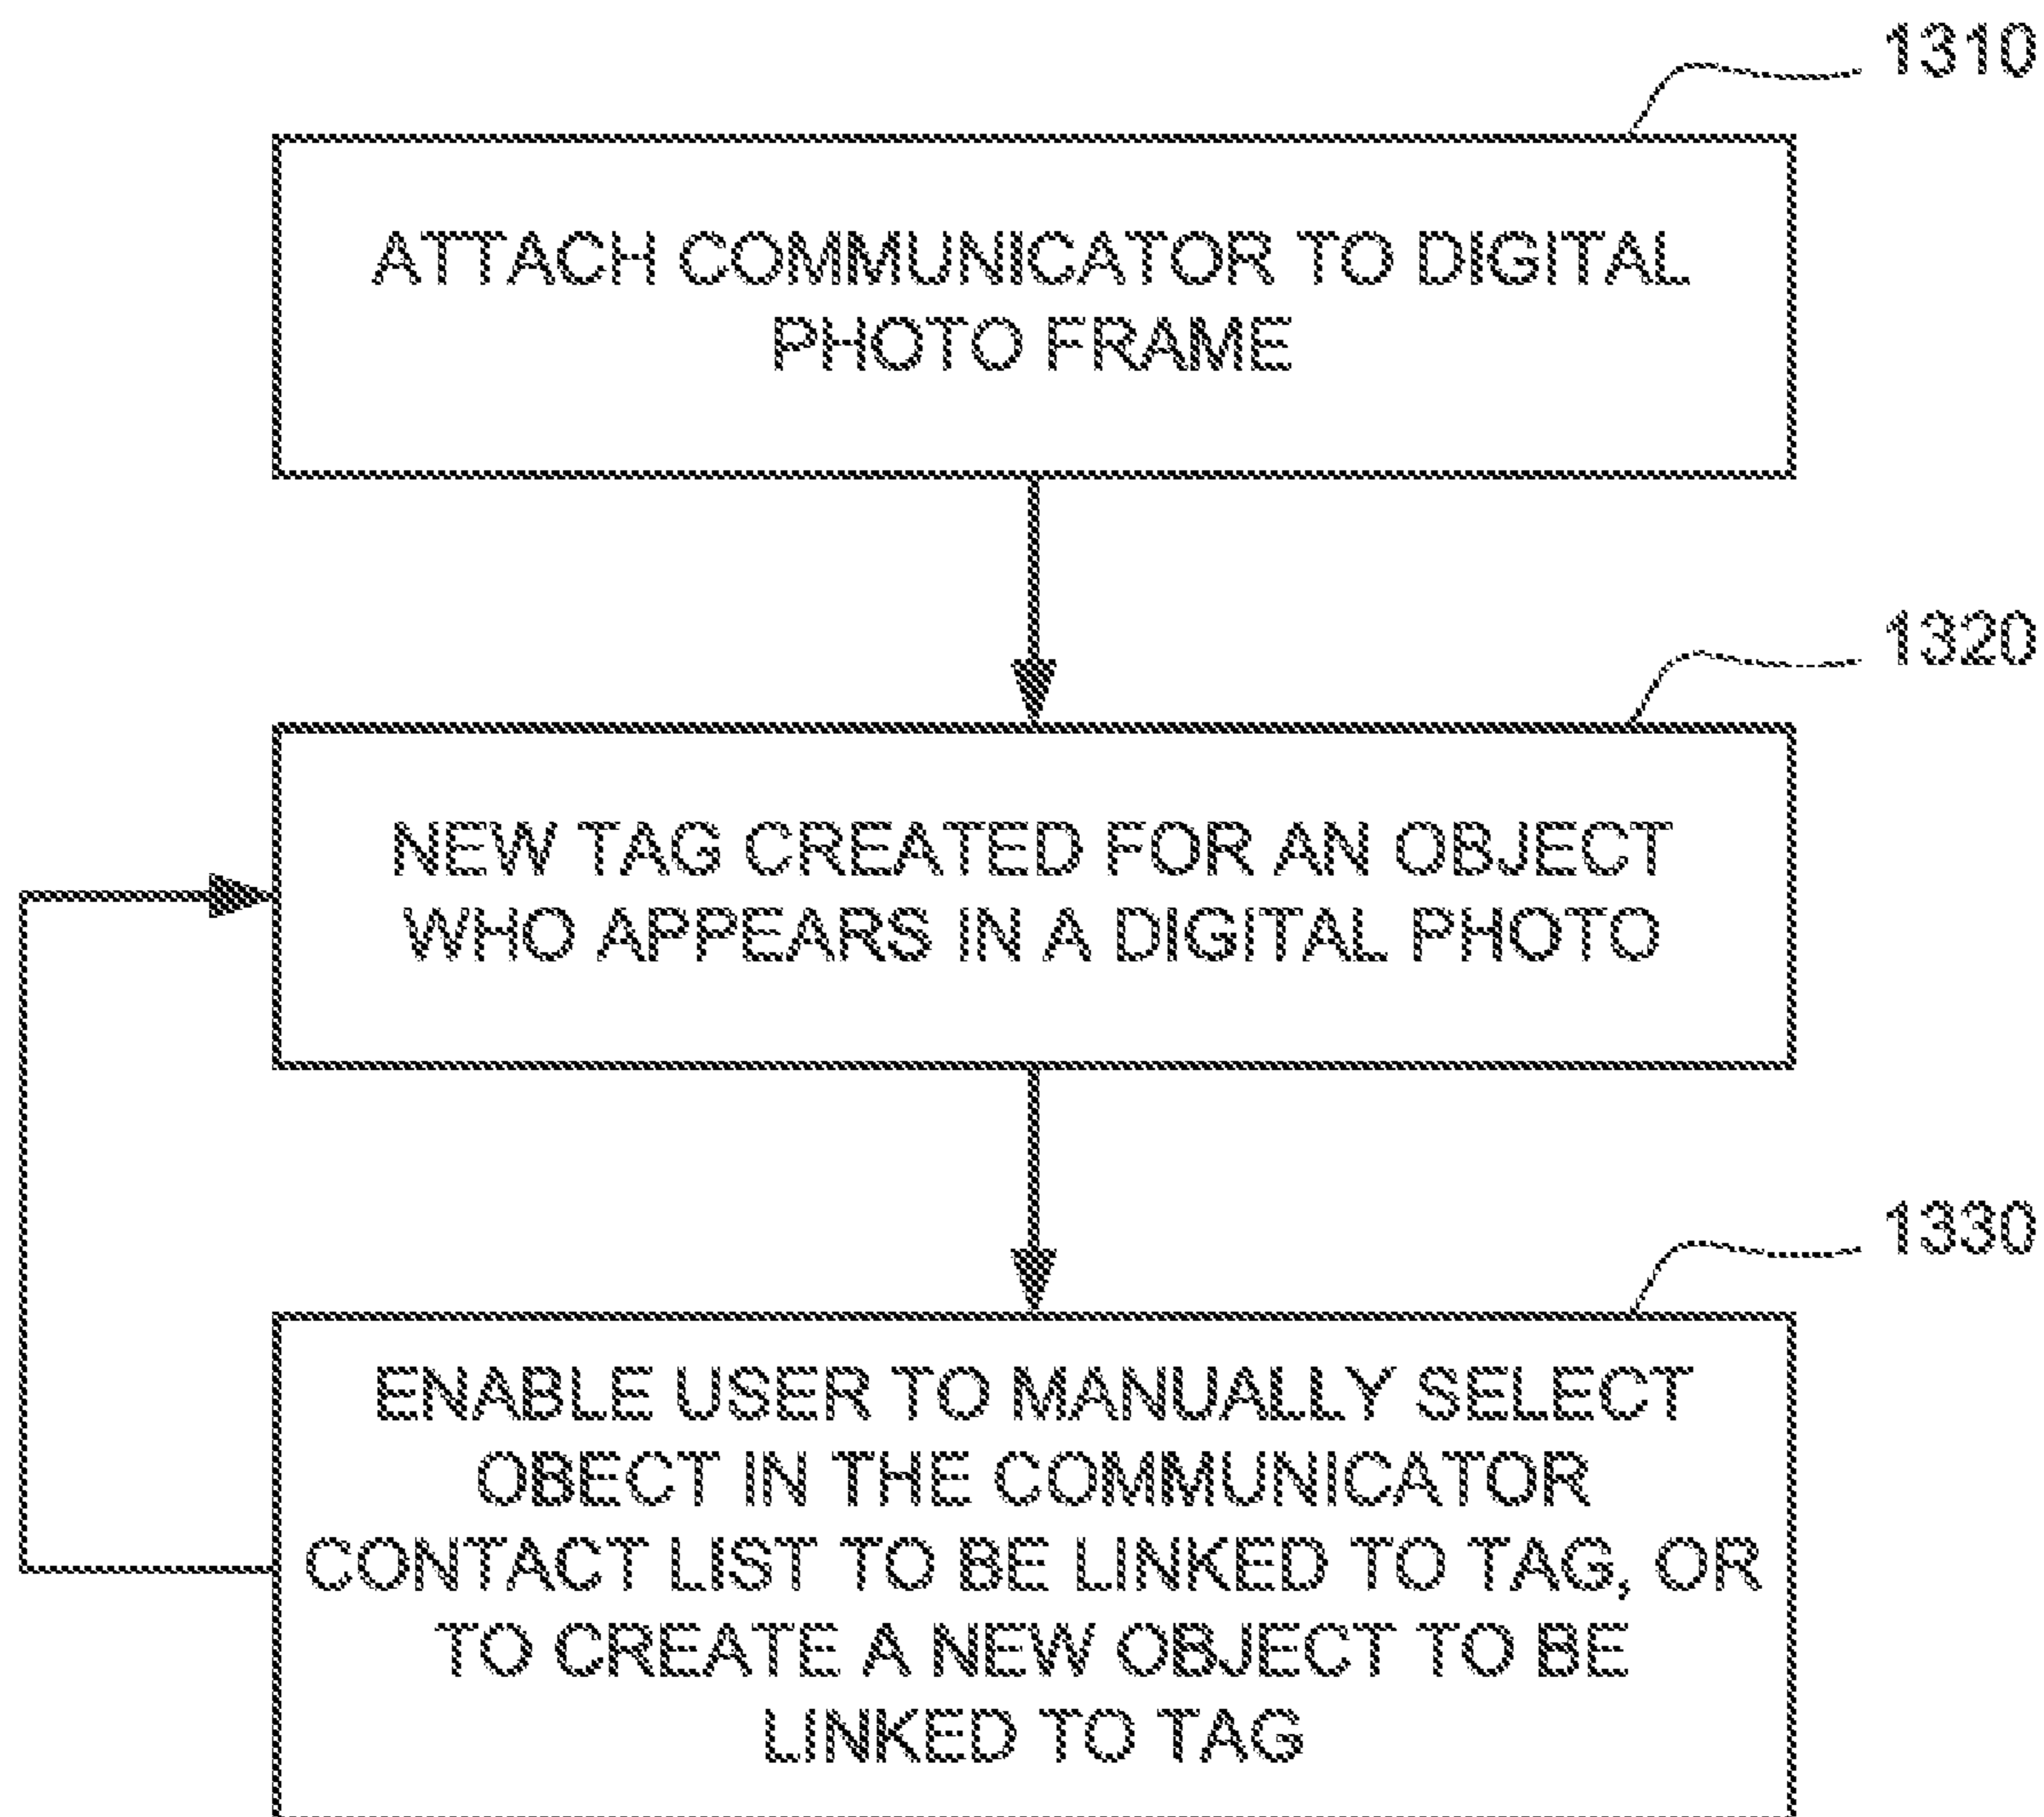 1310
ATTACH COMMUNICATOR TO DIGITAL
PHOTO FRAME
1320
NEW TAG CREATED FOR AN OBJECT
WHO APPEARS IN A DIGITAL PHOTO
1330
ENABLE USER TO MANUALLY SELECT
OBECT IN THE COMMUNICATOR
CONTACT LIST TO BE LINKED TO TAG, OR
TO CREATE A NEW OBJECT TO BE
LINKED TO TAG